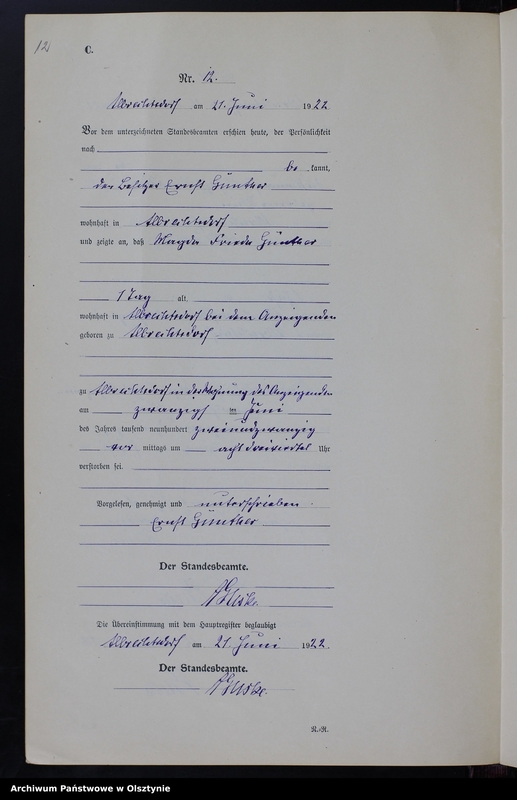 12
C.
Nr. 12.
Albrechtsdorf am 21. Juni 1922
Vor dem unterzeichneten Standesbeamten erschien heute, der Persönlichkeit
nach
be kannt,
der Besitzer Ernst Günther
wohnhaft in Albrechtsdorf
und zeigte an, daß Magda Frieda Günther
1 Tag alt
wohnhaft in Albrechtsdorf bei dem Anzeigenden
geboren zu Albrechtsdorf
zu Albrechtsdorf in der Wohnung des Anzeigenden
am zwanzigsten Juni
des Jahres tausend neunhundert zweiundzwanzig
vor mittags um acht dreiviertel Uhr
verstorben sei.
Vorgelesen, genehmigt und unterschrieben
Ernst Günther
Der Standesbeamte.
Die Übereinstimmung mit dem Hauptregister beglaubigt
Albrechtsdorf am 21 Juni 1922.
Der Standesbeamte.
N.-R.
Archiwum Państwowe w Olsztynie